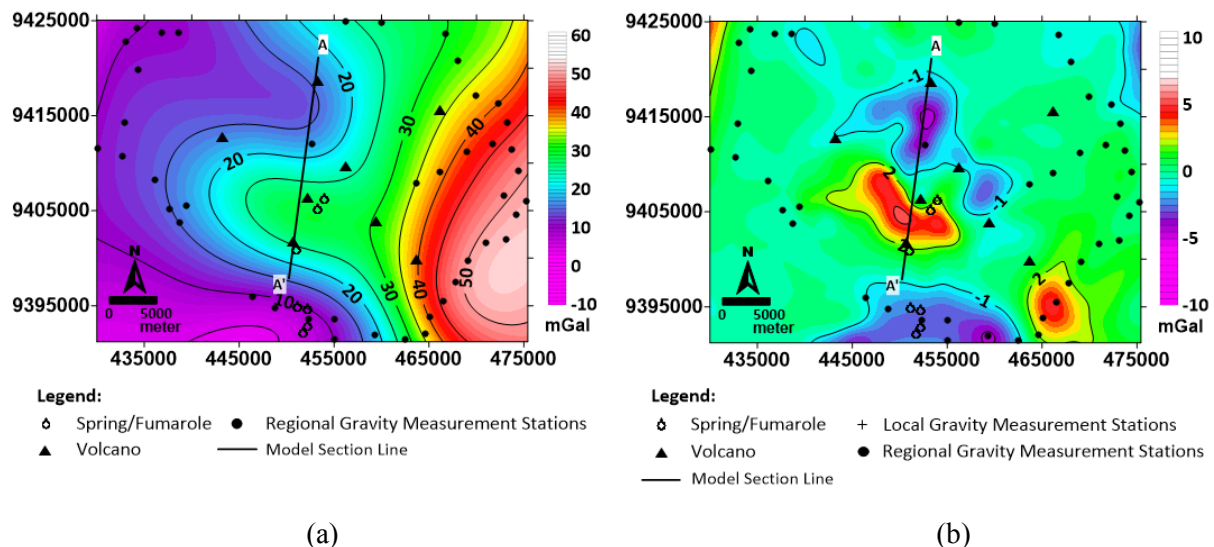 9425000
9415000
9405000
9395000
A
A'
20
20
20
10
30
30
30
40
40
50
N
5000
meter
60
50
40
30
20
10
0
-10
mGal
435000 445000 455000 465000 475000
Legend:
Spring/Fumarole Regional Gravity Measurement Stations
Volcano Model Section Line
(a)
9425000
9415000
9405000
9395000
A
A'
-1
-1
-1
2
2
2
N
5000
meter
10
5
0
-5
-10
mGal
435000 445000 455000 465000 475000
Legend:
Spring/Fumarole + Local Gravity Measurement Stations
Volcano Regional Gravity Measurement Stations
Model Section Line
(b)